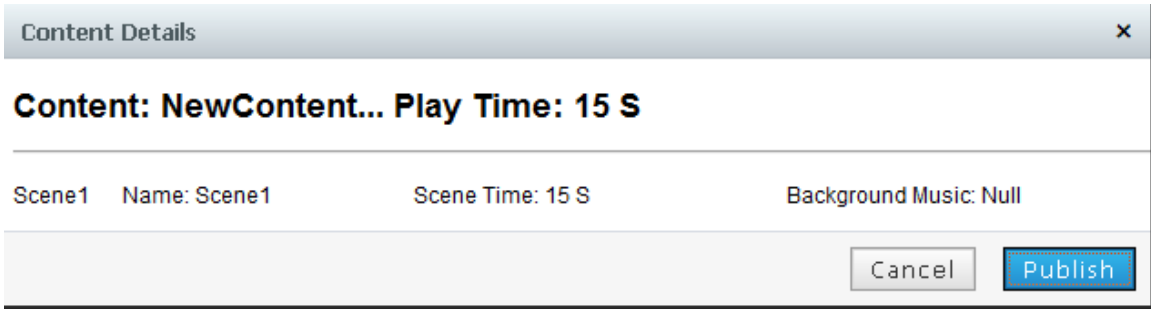 Content Details ×
Content: NewContent... Play Time: 15 S
Scene1 Name: Scene1 Scene Time: 15 S Background Music: Null
Cancel Publish